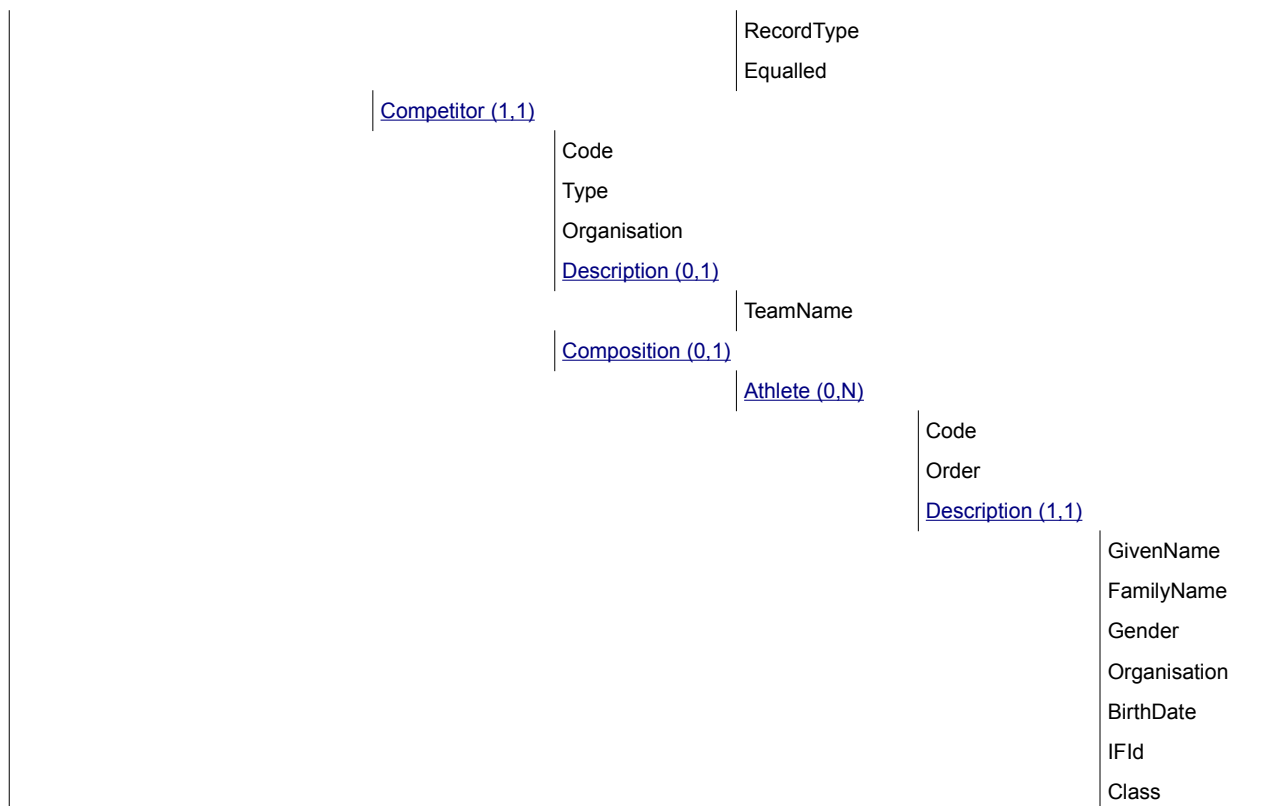 RecordType
Equalled
Competitor (1,1)
Code
Type
Organisation
Description (0,1)
TeamName
Composition (0,1)
Athlete (0,N)
Code
Order
Description (1,1)
GivenName
FamilyName
Gender
Organisation
BirthDate
IFId
Class